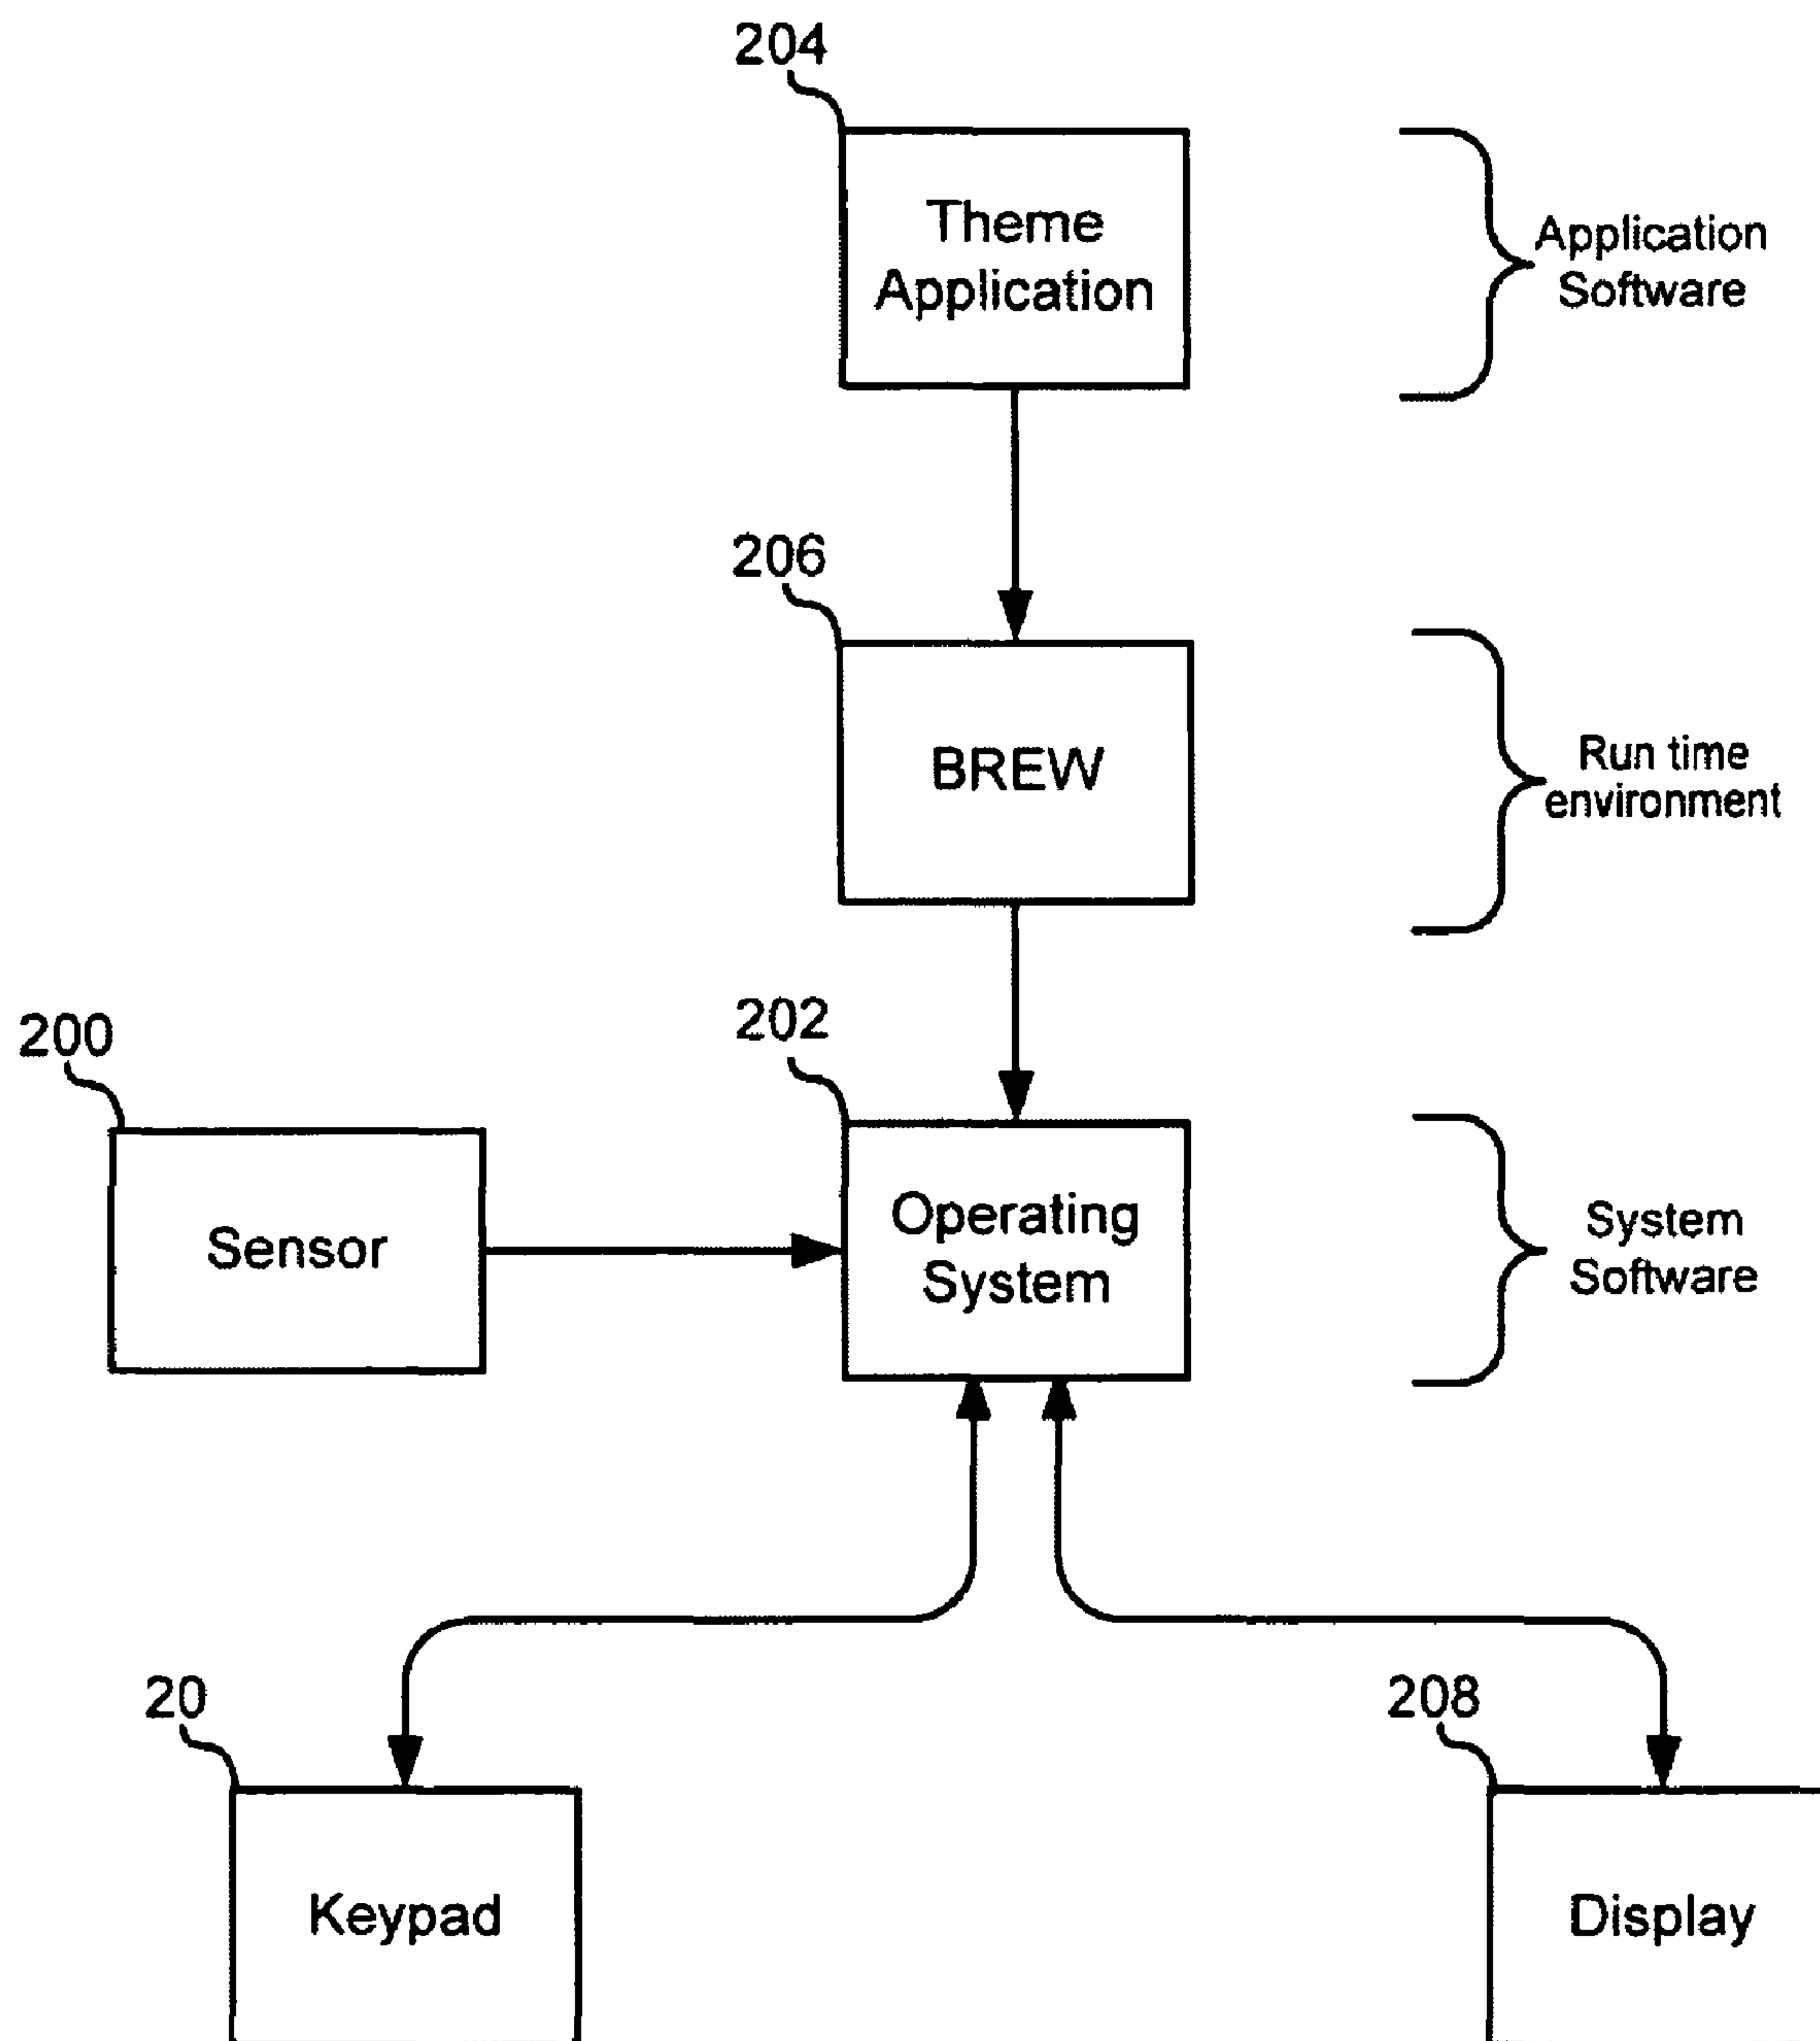 204
Theme
Application
Application
Software
206
BREW
Run time
environment
200
202
Sensor
Operating
System
System
Software
20
208
Keypad
Display